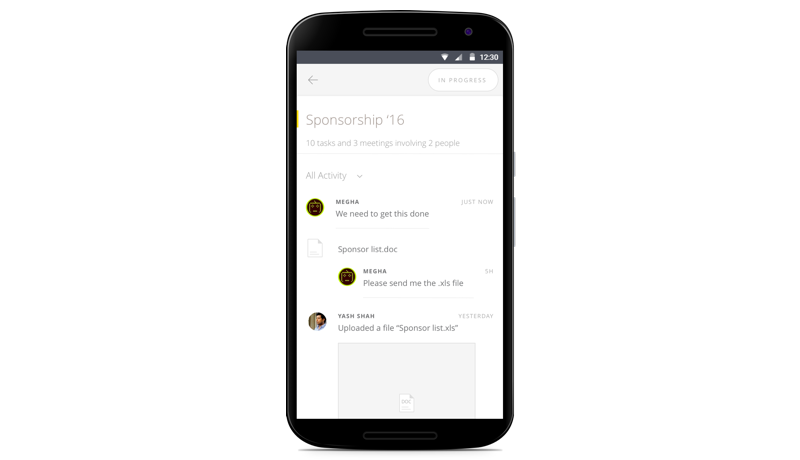 12:30
IN PROGRESS
Sponsorship ‘16
10 tasks and 3 meetings involving 2 people
All Activity
MEGHA JUST NOW
We need to get this done
Sponsor list.doc
MEGHA 5H
Please send me the .xls file
YASH SHAH YESTERDAY
Uploaded a file “Sponsor list.xls”